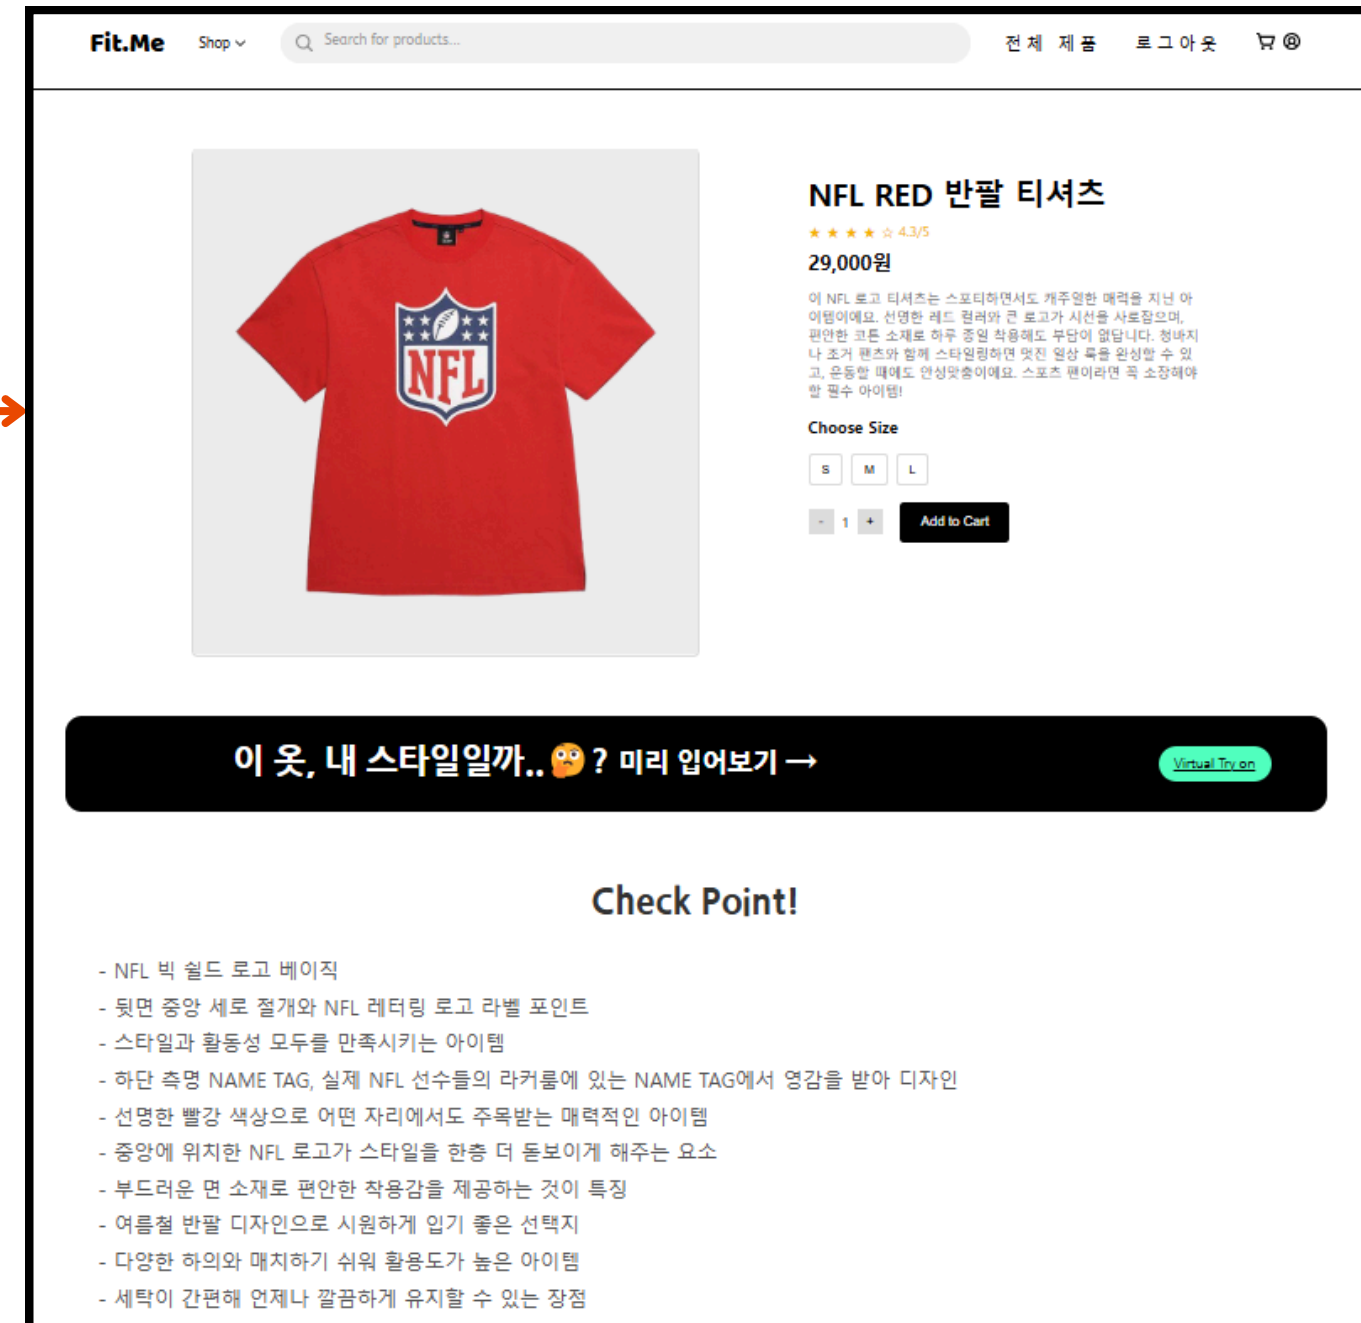 Fit.Me
Shop
Search for products...
전체 제품
로그아웃
NFL
NFL RED 반팔 티셔츠
★ ★ ★ ★ ☆ 4.3/5
29,000원
이 NFL 로고 티셔츠는 스포티하면서도 캐주얼한 매력을 지닌 아
이템이에요. 선명한 레드 컬러와 큰 로고가 시선을 사로잡으며,
편안한 코튼 소재로 하루 종일 착용해도 부담이 없답니다. 청바지
나 조거 팬츠와 함께 스타일링하면 멋진 일상 룩을 완성할 수 있
고, 운동할 때에도 안성맞춤이에요. 스포츠 팬이라면 꼭 소장해야
할 필수 아이템!
Choose Size
S M L
- 1 + Add to Cart
이 옷, 내 스타일일까..🤔? 미리 입어보기 →
Virtual Try on
Check Point!
- NFL 빅 쉴드 로고 베이직
- 뒷면 중앙 세로 절개와 NFL 레터링 로고 라벨 포인트
- 스타일과 활동성 모두를 만족시키는 아이템
- 하단 측명 NAME TAG, 실제 NFL 선수들의 라커룸에 있는 NAME TAG에서 영감을 받아 디자인
- 선명한 빨강 색상으로 어떤 자리에서도 주목받는 매력적인 아이템
- 중앙에 위치한 NFL 로고가 스타일을 한층 더 돋보이게 해주는 요소
- 부드러운 면 소재로 편안한 착용감을 제공하는 것이 특징
- 여름철 반팔 디자인으로 시원하게 입기 좋은 선택지
- 다양한 하의와 매치하기 쉬워 활용도가 높은 아이템
- 세탁이 간편해 언제나 깔끔하게 유지할 수 있는 장점